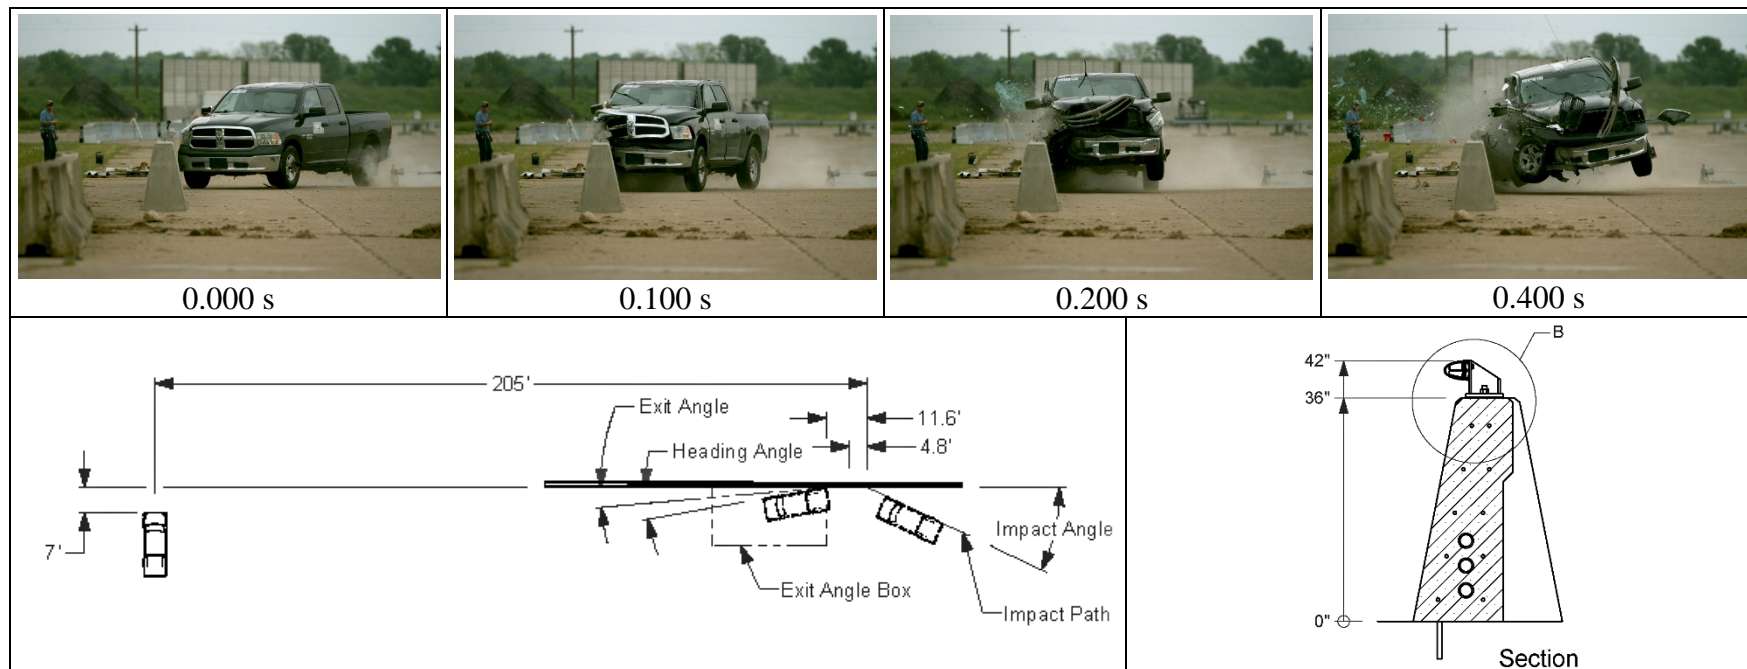 0.000 s
0.100 s
0.200 s
0.400 s
205'
Exit Angle
11.6'
Heading Angle
4.8'
7'
Impact Angle
Exit Angle Box
Impact Path
B
42"
36"
0"
Section